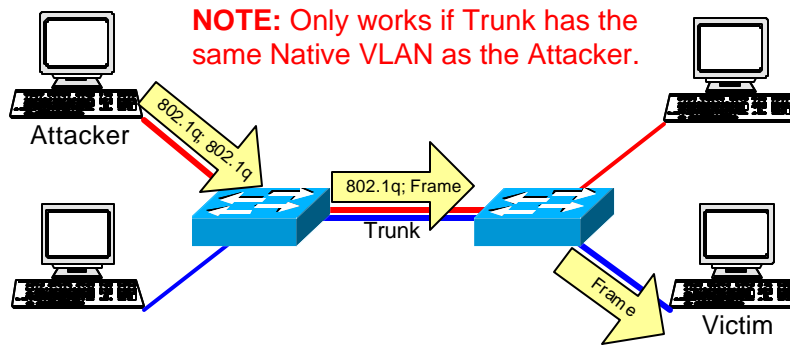 NOTE: Only works if Trunk has the
same Native VLAN as the Attacker.
Attacker
802.1q; 802.1q
802.1q; Frame
Trunk
Frame
Victim